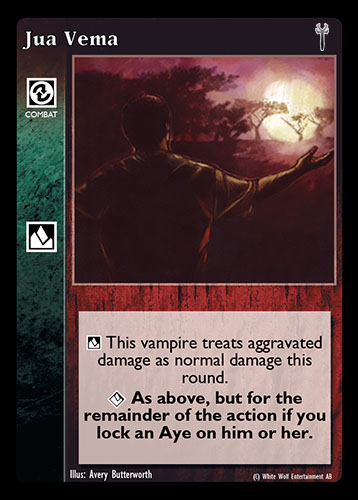 Jua Vema
COMBAT
This vampire treats aggravated
damage as normal damage this
round.
As above, but for the
remainder of the action if you
lock an Aye on him or her.
Illus: Avery Butterworth
(C) White Wolf Entertainment AB